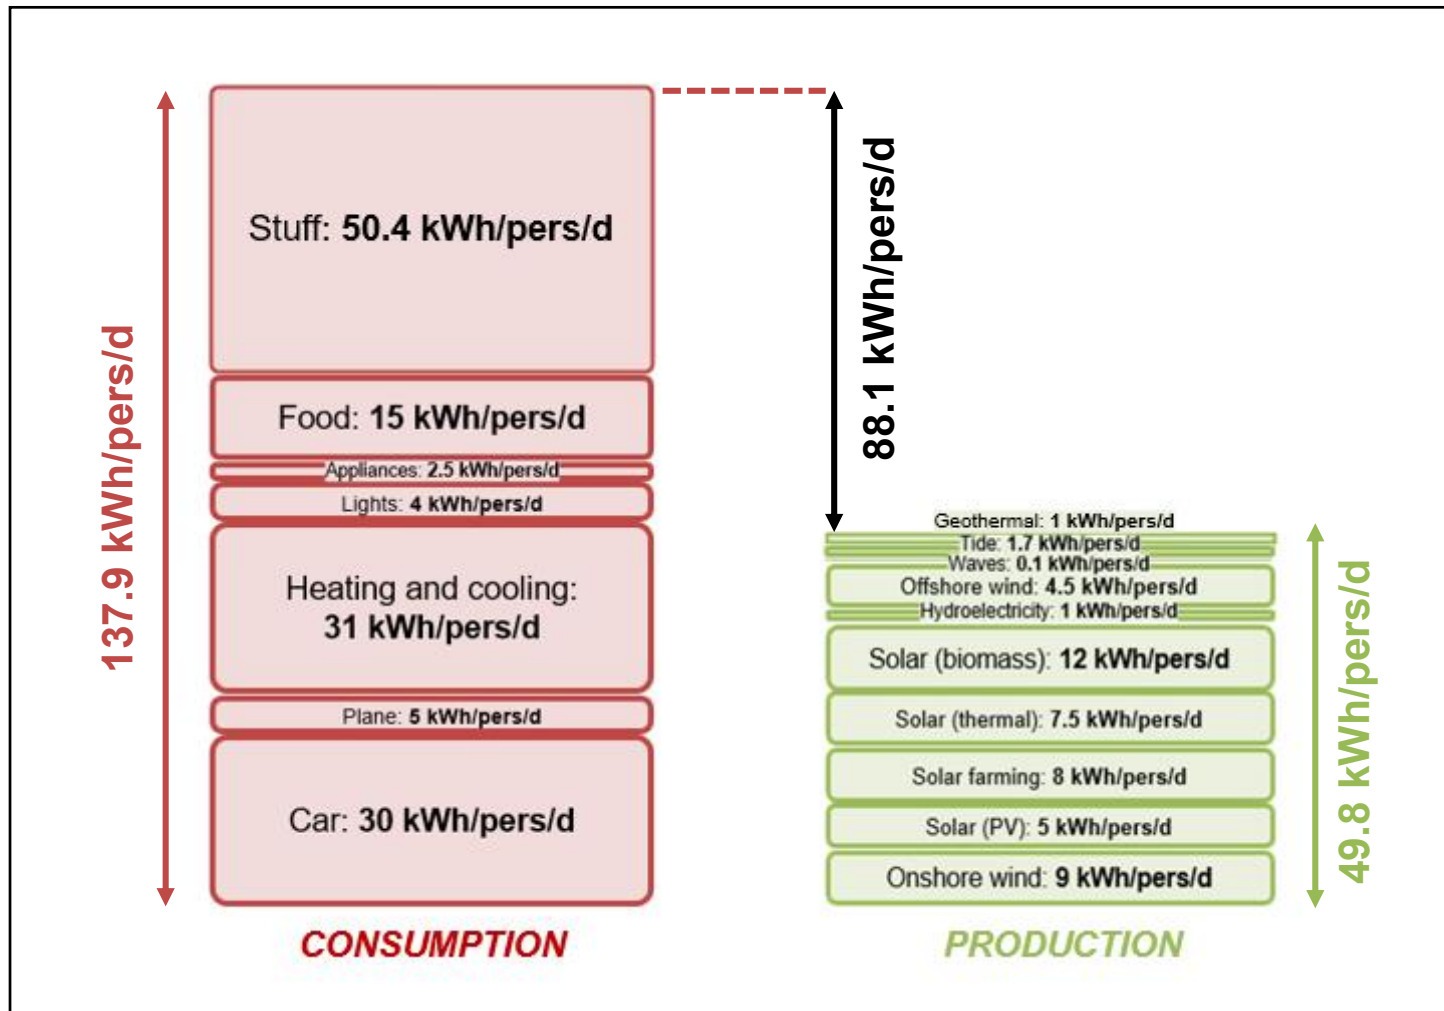 137.9 kWh/pers/d
Stuff: 50.4 kWh/pers/d
Food: 15 kWh/pers/d
Appliances: 2.5 kWh/pers/d
Lights: 4 kWh/pers/d
Heating and cooling:
31 kWh/pers/d
Plane: 5 kWh/pers/d
Car: 30 kWh/pers/d
CONSUMPTION
88.1 kWh/pers/d
Geothermal: 1 kWh/pers/d
Tide: 1.7 kWh/pers/d
Waves: 0.1 kWh/pers/d
Offshore wind: 4.5 kWh/pers/d
Hydroelectricity: 1 kWh/pers/d
Solar (biomass): 12 kWh/pers/d
Solar (thermal): 7.5 kWh/pers/d
Solar farming: 8 kWh/pers/d
Solar (PV): 5 kWh/pers/d
Onshore wind: 9 kWh/pers/d
PRODUCTION
49.8 kWh/pers/d